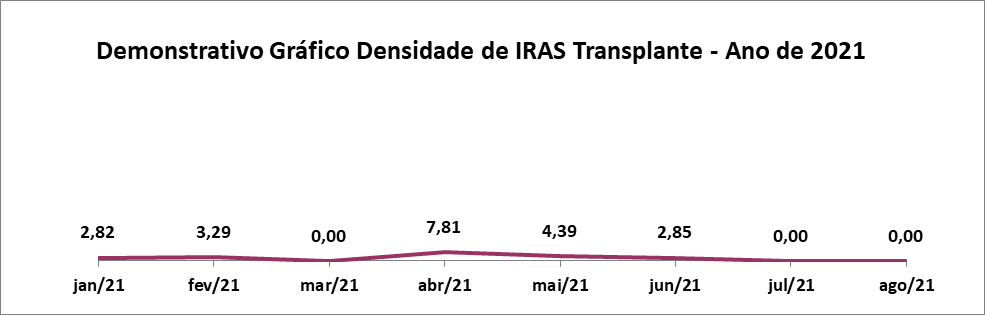 Demonstrativo Gráfico Densidade de IRAS Transplante - Ano de 2021
2,82 3,29 0,00 7,81 4,39 2,85 0,00 0,00
jan/21 fev/21 mar/21 abr/21 mai/21 jun/21 jul/21 ago/21